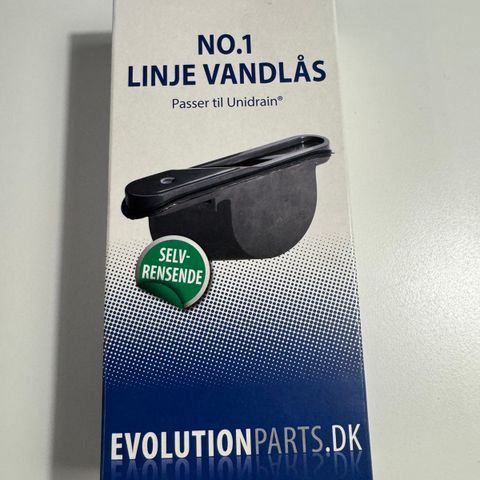 NO.1
LINJE VANDLÅS
Passer til Unidrain®
SELV-
RENSENDE
EVOLUTIONPARTS.DK